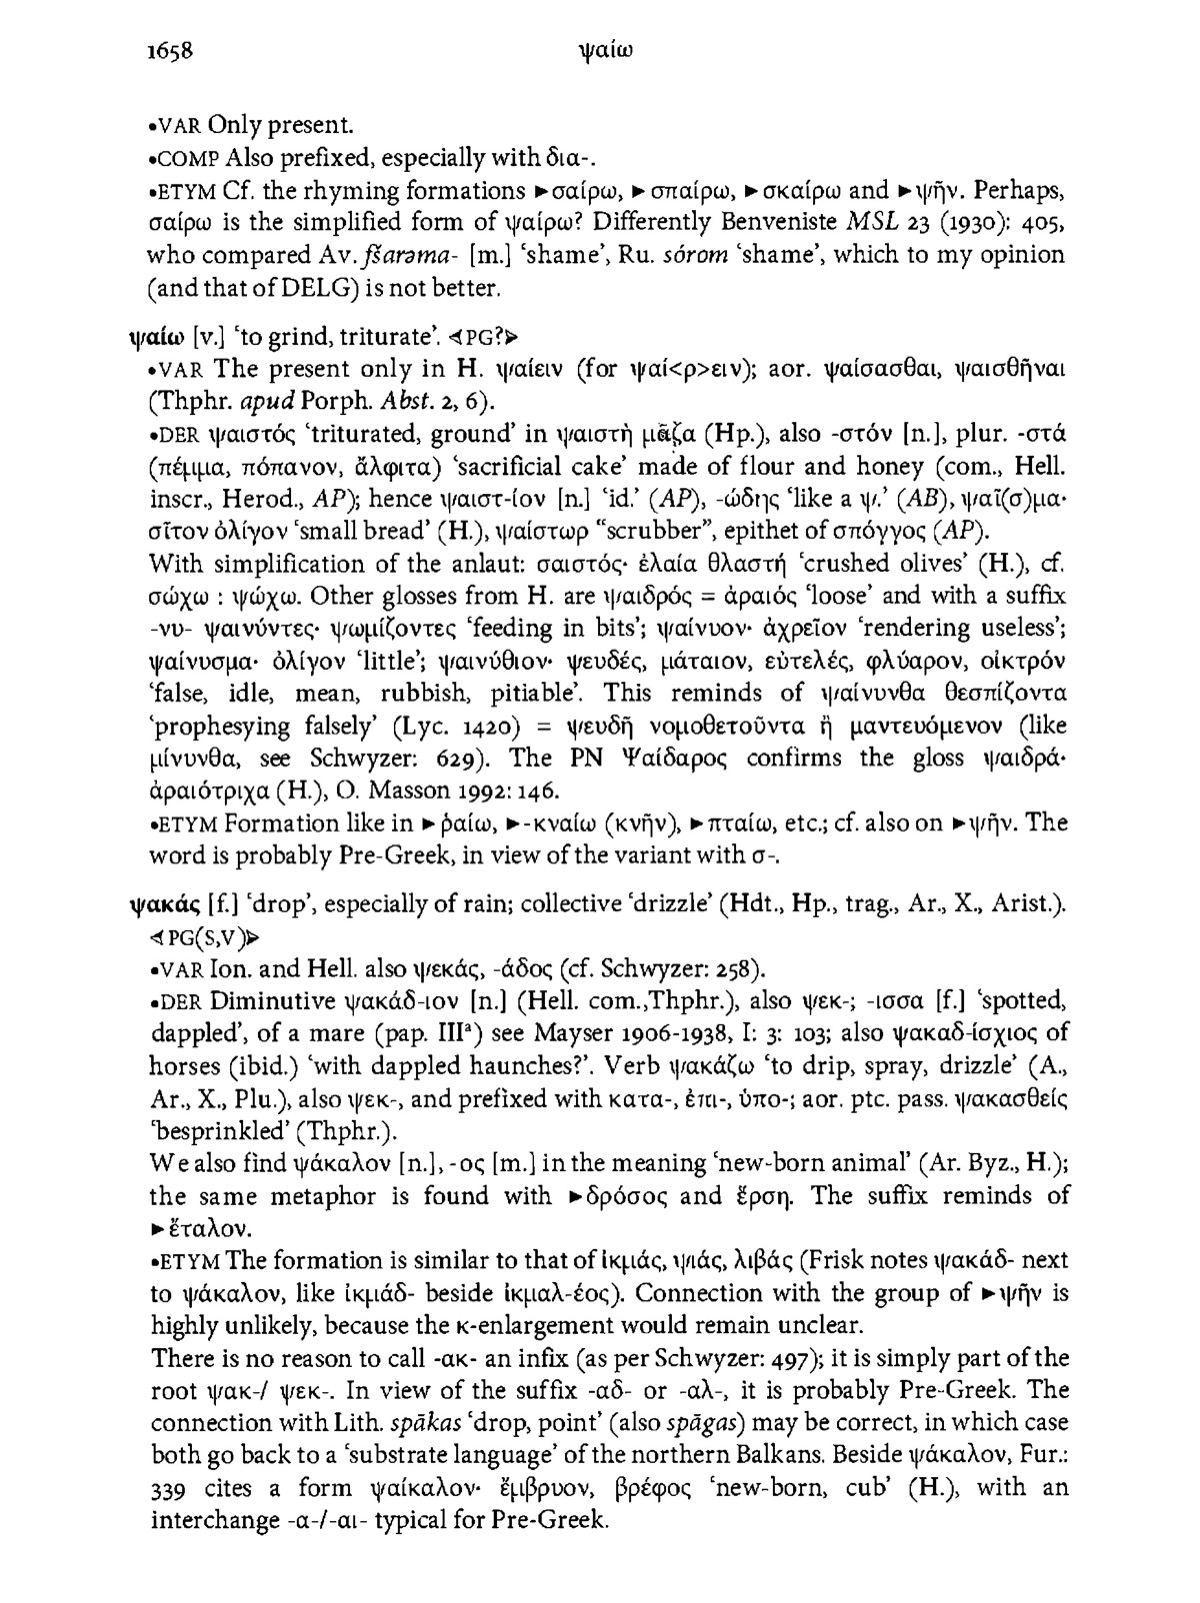 1658 ψαίω
•VAR Only present.
•COMP Also prefixed, especially with δια-.
•ETYM Cf. the rhyming formations ►σαίρω, ►σπαίρω, ►σκαίρω and ►ψῆν. Perhaps,
σαίρω is the simplified form of ψαίρω? Differently Benveniste MSL 23 (1930): 405,
who compared Av. fšarəma- [m.] ‘shame’, Ru. sórom ‘shame’, which to my opinion
(and that of DELG) is not better.
ψαίω [v.] ‘to grind, triturate’. ⋖PG?⋗
•VAR The present only in H. ψαίειν (for ψαί<ρ>ειν); aor. ψαίσασθαι, ψαισθῆναι
(Thphr. apud Porph. Abst. 2, 6).
•DER ψαιστός ‘triturated, ground’ in ψαιστὴ μᾶζα (Hp.), also -στόν [n.], plur. -στά
(πέμμα, πόπανον, ἄλφιτα) ‘sacrificial cake’ made of flour and honey (com., Hell.
inscr., Herod., AP); hence ψαιστ-ίον [n.] ‘id.’ (AP), -ώδης ‘like a ψ.’ (AB), ψαῖ(σ)μα·
σῖτον ὀλίγον ‘small bread’ (H.), ψαίστωρ “scrubber”, epithet of σπόγγος (AP).
With simplification of the anlaut: σαιστός· ἐλαία θλαστή ‘crushed olives’ (H.), cf.
σώχω : ψώχω. Other glosses from H. are ψαιδρός = ἀραιός ‘loose’ and with a suffix
-νυ- ψαινύντες· ψωμίζοντες ‘feeding in bits’; ψαίνυον· ἀχρεῖον ‘rendering useless’;
ψαίνυσμα· ὀλίγον ‘little’; ψαινύθιον· ψευδές, μάταιον, εὐτελές, φλύαρον, οἰκτρόν
‘false, idle, mean, rubbish, pitiable’. This reminds of ψαίνυνθα θεσπίζοντα
‘prophesying falsely’ (Lyc. 1420) = ψευδῆ νομοθετοῦντα ἢ μαντευόμενον (like
μίνυνθα, see Schwyzer: 629). The PN Ψαίδαρος confirms the gloss ψαιδρά·
ἀραιότριχα (H.), O. Masson 1992: 146.
•ETYM Formation like in ►ῥαίω, ►-κναίω (κνῆν), ►πταίω, etc.; cf. also on ►ψῆν. The
word is probably Pre-Greek, in view of the variant with σ-.
ψακάς [f.] ‘drop’, especially of rain; collective ‘drizzle’ (Hdt., Hp., trag., Ar., X., Arist.).
⋖PG(S,V)⋗
•VAR Ion. and Hell. also ψεκάς, -άδος (cf. Schwyzer: 258).
•DER Diminutive ψακάδ-ιον [n.] (Hell. com.,Thphr.), also ψεκ-; -ισσα [f.] ‘spotted,
dappled’, of a mare (pap. IIIᵃ) see Mayser 1906-1938, I: 3: 103; also ψακαδ-ίσχιος of
horses (ibid.) ‘with dappled haunches?’. Verb ψακάζω ‘to drip, spray, drizzle’ (A.,
Ar., X., Plu.), also ψεκ-, and prefixed with κατα-, ἐπι-, ὑπο-; aor. ptc. pass. ψακασθείς
‘besprinkled’ (Thphr.).
We also find ψάκαλον [n.], -ος [m.] in the meaning ‘new-born animal’ (Ar. Byz., H.);
the same metaphor is found with ►δρόσος and ἔρση. The suffix reminds of
►ἔταλον.
•ETYM The formation is similar to that of ἰκμάς, ψιάς, λιβάς (Frisk notes ψακάδ- next
to ψάκαλον, like ἰκμάδ- beside ἰκμαλ-έος). Connection with the group of ►ψῆν is
highly unlikely, because the κ-enlargement would remain unclear.
There is no reason to call -ακ- an infix (as per Schwyzer: 497); it is simply part of the
root ψακ-/ ψεκ-. In view of the suffix -αδ- or -αλ-, it is probably Pre-Greek. The
connection with Lith. spãkas ‘drop, point’ (also spãgas) may be correct, in which case
both go back to a ‘substrate language’ of the northern Balkans. Beside ψάκαλον, Fur.:
339 cites a form ψαίκαλον· ἔμβρυον, βρέφος ‘new-born, cub’ (H.), with an
interchange -α-/-αι- typical for Pre-Greek.